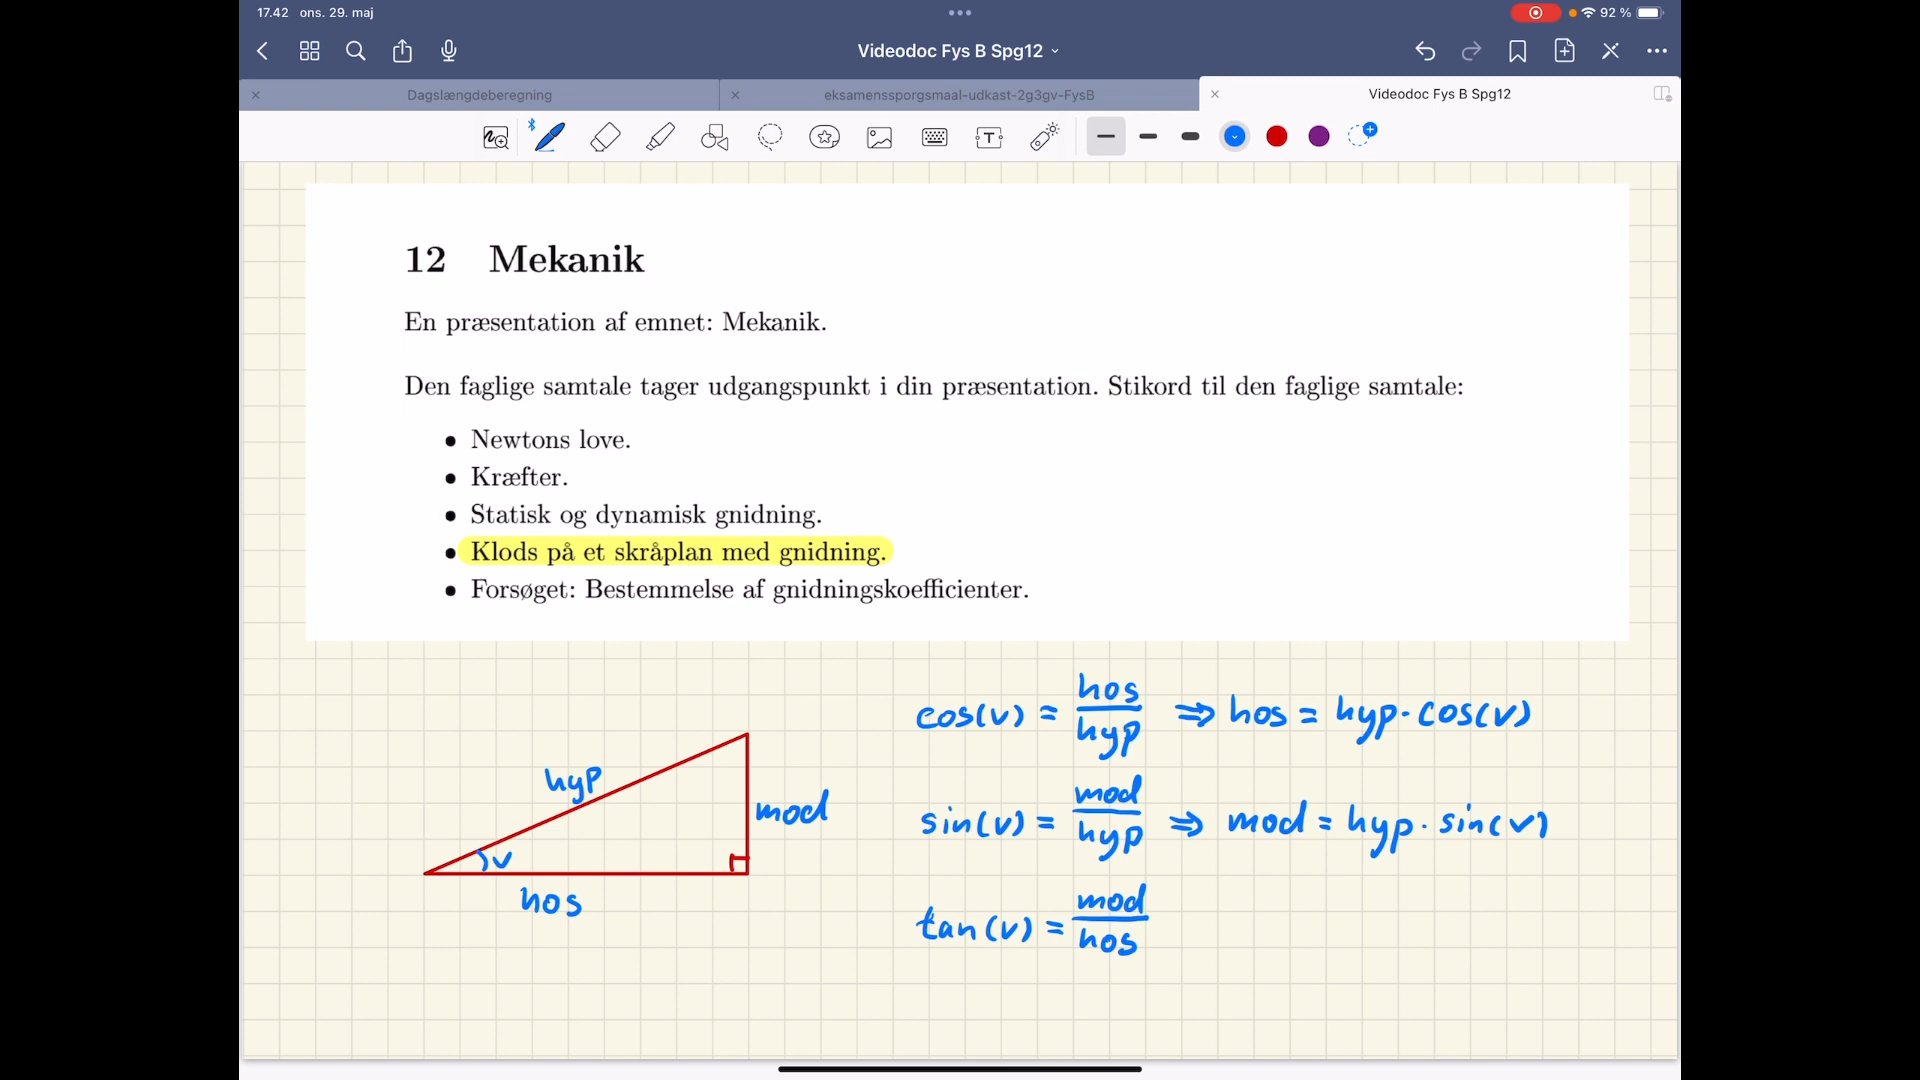 17.42 ons. 29. maj
92 %
Videodoc Fys B Spg12
Dagslængdeberegning
eksamenssporgsmaal-udkast-2g3gv-FysB
Videodoc Fys B Spg12
12 Mekanik
En præsentation af emnet: Mekanik.
Den faglige samtale tager udgangspunkt i din præsentation. Stikord til den faglige samtale:
• Newtons love.
• Kræfter.
• Statisk og dynamisk gnidning.
• Klods på et skråplan med gnidning.
• Forsøget: Bestemmelse af gnidningskoefficienter.
hyp
mod
v
hos
cos(v) = hos/hyp ⇒ hos = hyp · cos(v)
sin(v) = mod/hyp ⇒ mod = hyp · sin(v)
tan(v) = mod/hos